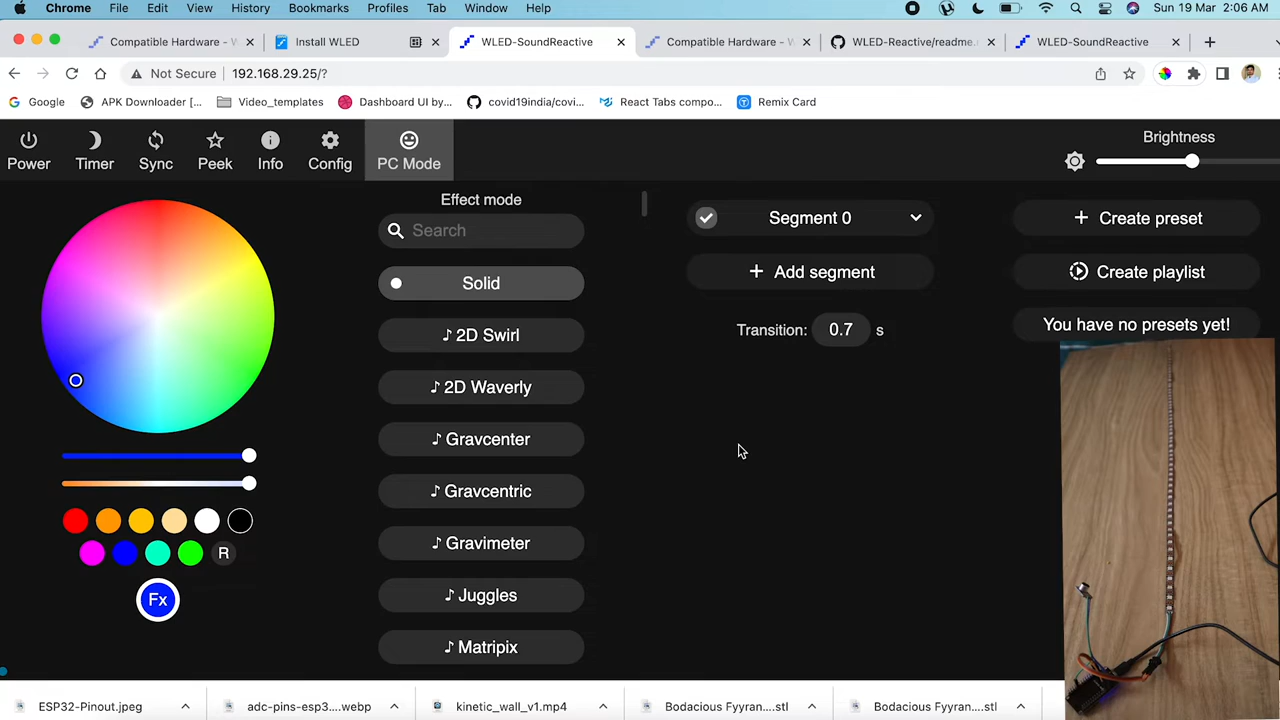 Chrome File Edit View History Bookmarks Profiles Tab Window Help Sun 19 Mar 2:06 AM
Compatible Hardware - W Install WLED WLED-SoundReactive Compatible Hardware - W WLED-Reactive/readme. WLED-SoundReactive
Not Secure 192.168.29.25/?
Google APK Downloader [... Video_templates Dashboard UI by... covid19india/covi... React Tabs compo... Remix Card
Power Timer Sync Peek Info Config PC Mode
Brightness
Effect mode
Search
Solid
♪ 2D Swirl
♪ 2D Waverly
♪ Gravcenter
♪ Gravcentric
♪ Gravimeter
♪ Juggles
♪ Matripix
Segment 0
+ Add segment
Transition: 0.7 s
+ Create preset
Create playlist
You have no presets yet!
R
Fx
ESP32-Pinout.jpeg adc-pins-esp3....webp kinetic_wall_v1.mp4 Bodacious Fyyran....stl Bodacious Fyyran....stl